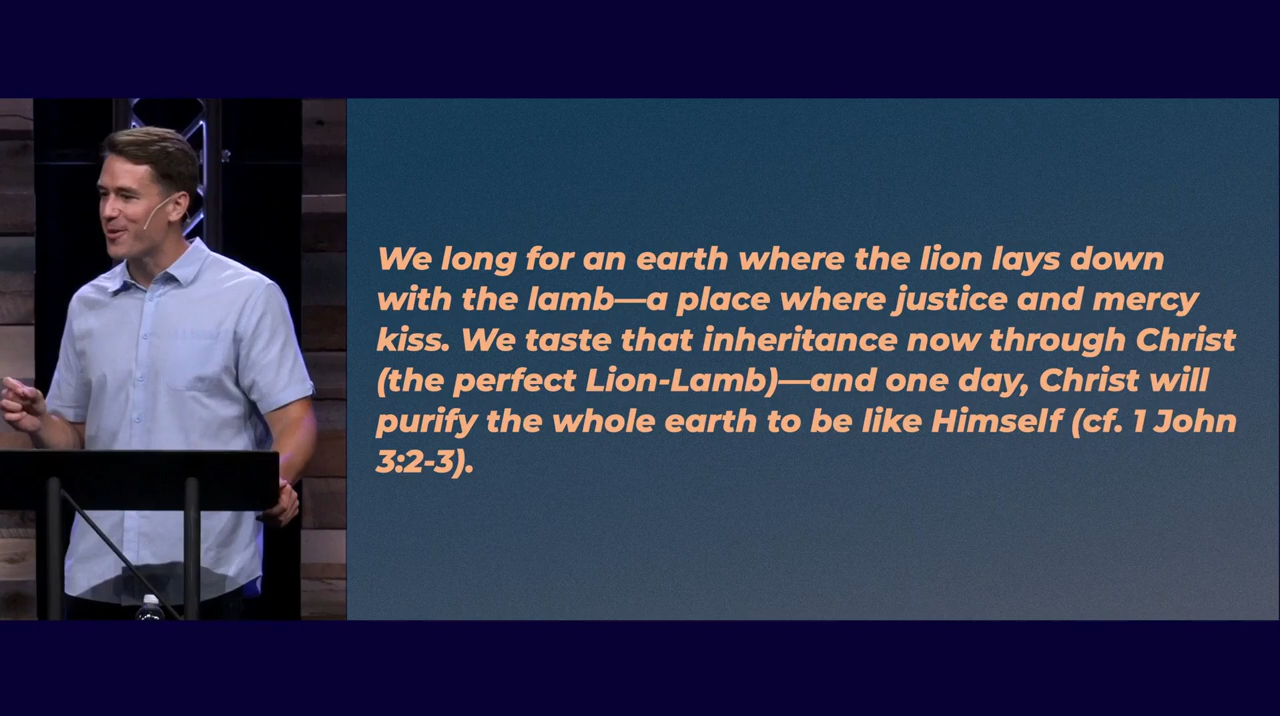 We long for an earth where the lion lays down
with the lamb—a place where justice and mercy
kiss. We taste that inheritance now through Christ
(the perfect Lion-Lamb)—and one day, Christ will
purify the whole earth to be like Himself (cf. 1 John
3:2-3).